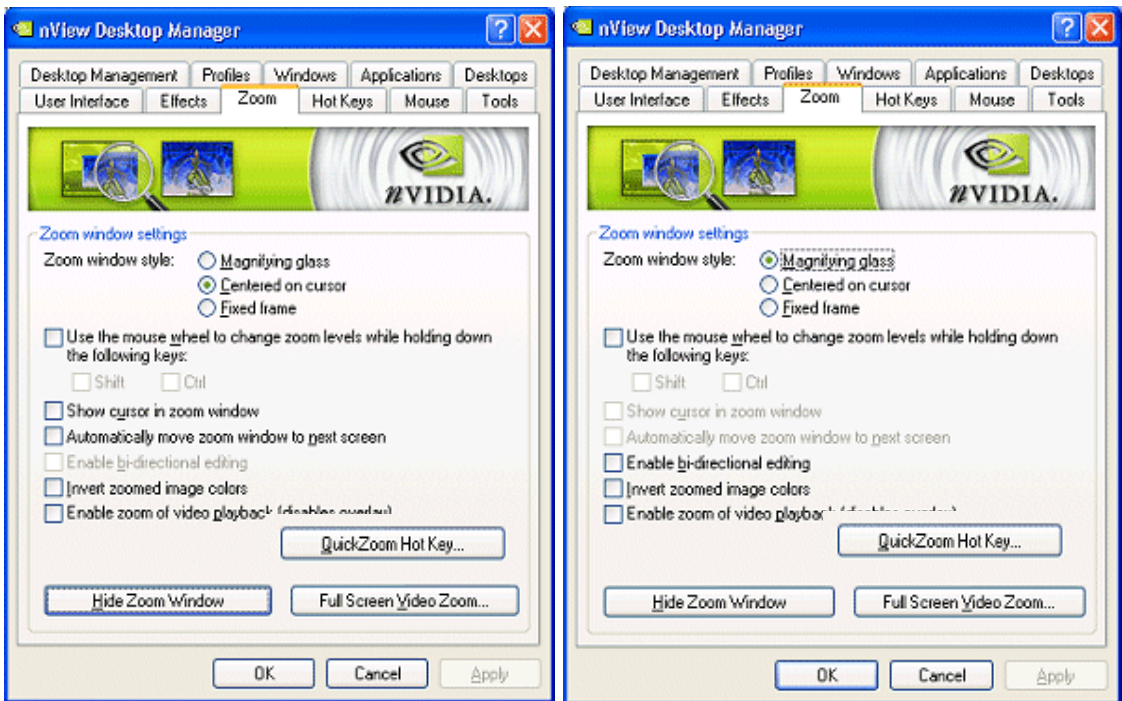 nView Desktop Manager
Desktop Management Profiles Windows Applications Desktops
User Interface Effects Zoom Hot Keys Mouse Tools
nVIDIA.
Zoom window settings
Zoom window style: Magnifying glass
Centered on cursor
Fixed frame
Use the mouse wheel to change zoom levels while holding down
the following keys:
Shift Ctrl
Show cursor in zoom window
Automatically move zoom window to next screen
Enable bi-directional editing
Invert zoomed image colors
Enable zoom of video playback (disables overlay)
QuickZoom Hot Key...
Hide Zoom Window Full Screen Video Zoom...
OK Cancel Apply
nView Desktop Manager
Desktop Management Profiles Windows Applications Desktops
User Interface Effects Zoom Hot Keys Mouse Tools
nVIDIA.
Zoom window settings
Zoom window style: Magnifying glass
Centered on cursor
Fixed frame
Use the mouse wheel to change zoom levels while holding down
the following keys:
Shift Ctrl
Show cursor in zoom window
Automatically move zoom window to next screen
Enable bi-directional editing
Invert zoomed image colors
Enable zoom of video playback (disables overlay)
QuickZoom Hot Key...
Hide Zoom Window Full Screen Video Zoom...
OK Cancel Apply